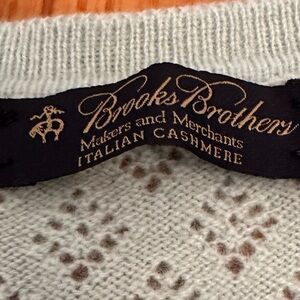 Brooks Brothers
Makers and Merchants
ITALIAN CASHMERE